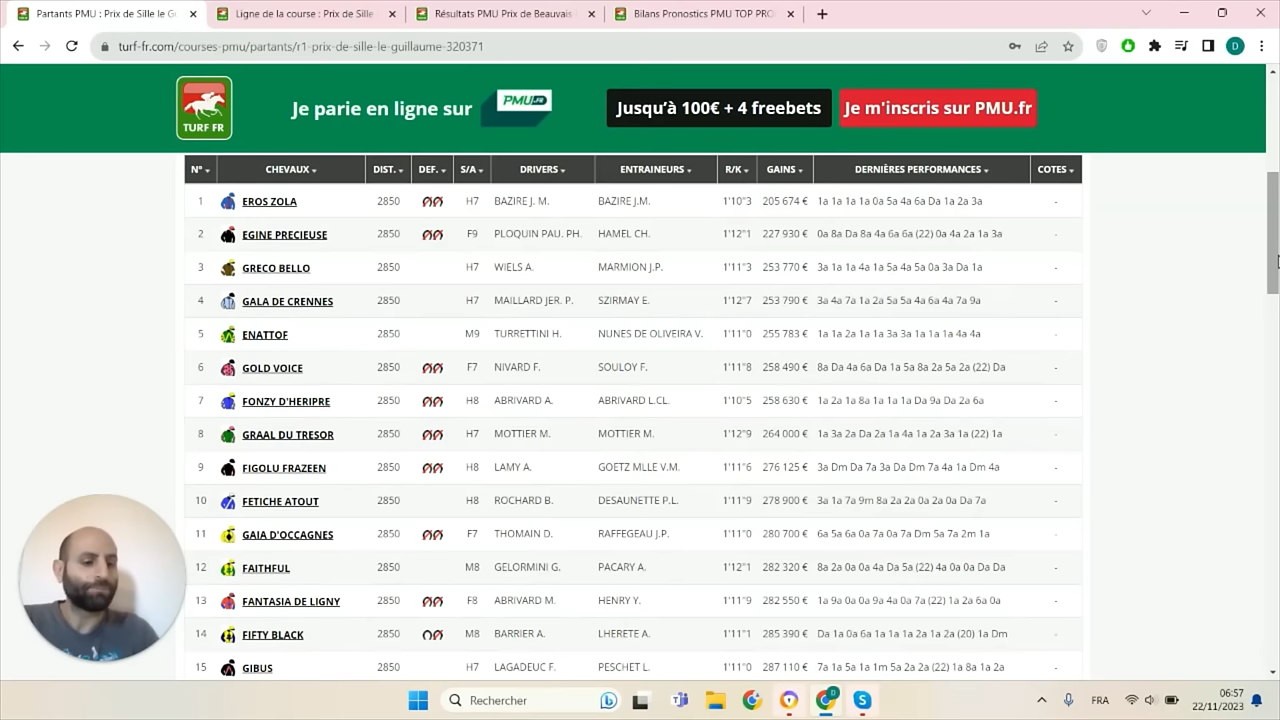 Partants PMU : Prix de Sille le G
Ligne de la course : Prix de Sille
Résultats PMU Prix de Beauvais
Bilans Pronostics PMU TOP PRO
turf-fr.com/courses-pmu/partants/r1-prix-de-sille-le-guillaume-320371
D
TURF FR
Je parie en ligne sur
PMU.FR
Jusqu'à 100€ + 4 freebets
Je m'inscris sur PMU.fr
N° CHEVAUX DIST. DEF. S/A DRIVERS ENTRAINEURS R/K GAINS DERNIÈRES PERFORMANCES COTES
1 EROS ZOLA 2850 H7 BAZIRE J. M. BAZIRE J.M. 1'10"3 205 674 € 1a 1a 1a 1a 0a 5a 4a 6a Da 1a 2a 3a -
2 EGINE PRECIEUSE 2850 F9 PLOQUIN PAU. PH. HAMEL CH. 1'12"1 227 930 € 0a 8a Da 8a 4a 6a 6a (22) 0a 4a 2a 1a 3a -
3 GRECO BELLO 2850 H7 WIELS A. MARMION J.P. 1'11"3 253 770 € 3a 1a 1a 4a 1a 5a 4a 5a 0a 3a Da 1a -
4 GALA DE CRENNES 2850 H7 MAILLARD JER. P. SZIRMAY E. 1'12"7 253 790 € 3a 4a 7a 1a 2a 5a 5a 4a 0a 4a 7a 9a -
5 ENATTOF 2850 M9 TURRETTINI H. NUNES DE OLIVEIRA V. 1'11"0 255 783 € 1a 1a 2a 1a 1a 3a 3a 1a 1a 1a 4a 4a -
6 GOLD VOICE 2850 F7 NIVARD F. SOULOY F. 1'11"8 258 490 € 8a Da 4a 6a Da 1a 5a 8a 2a 5a 2a (22) Da -
7 FONZY D'HERIPRE 2850 H8 ABRIVARD A. ABRIVARD L.CL. 1'10"5 258 630 € 1a 2a 1a 8a 1a 1a 1a Da 9a Da 2a 6a -
8 GRAAL DU TRESOR 2850 H7 MOTTIER M. MOTTIER M. 1'12"9 264 000 € 1a 3a 2a Da 2a 1a 4a 1a 2a 3a 1a (22) 1a -
9 FIGOLU FRAZEEN 2850 H8 LAMY A. GOETZ MLLE V.M. 1'11"6 276 125 € 3a Dm Da 7a 3a Da Dm 7a 4a 1a Dm 4a -
10 FETICHE ATOUT 2850 H8 ROCHARD B. DESAUNETTE P.L. 1'11"9 278 900 € 3a 1a 7a 9m 8a 2a 2a 0a 2a 0a Da 7a -
11 GAIA D'OCCAGNES 2850 F7 THOMAIN D. RAFFEGEAU J.P. 1'11"0 280 700 € 6a 5a 6a 0a 7a 0a 7a Dm 5a 7a 2m 1a -
12 FAITHFUL 2850 M8 GELORMINI G. PACARY A. 1'12"1 282 320 € 8a 2a 0a 0a 4a Da 5a (22) 4a 0a 0a Da Da -
13 FANTASIA DE LIGNY 2850 F8 ABRIVARD M. HENRY Y. 1'11"9 282 550 € 1a 9a 0a 0a 9a 4a 0a 7a (22) 1a 2a 6a 0a -
14 FIFTY BLACK 2850 M8 BARRIER A. LHERETE A. 1'11"1 285 390 € Da 1a 0a 6a 1a 1a 1a 2a 1a 2a (20) 1a Dm -
15 GIBUS 2850 H7 LAGADEUC F. PESCHET L. 1'11"0 287 110 € 7a 1a 5a 1a 1m 5a 2a 2a (22) 1a 8a 1a 2a -
Rechercher
FRA
06:57
22/11/2023